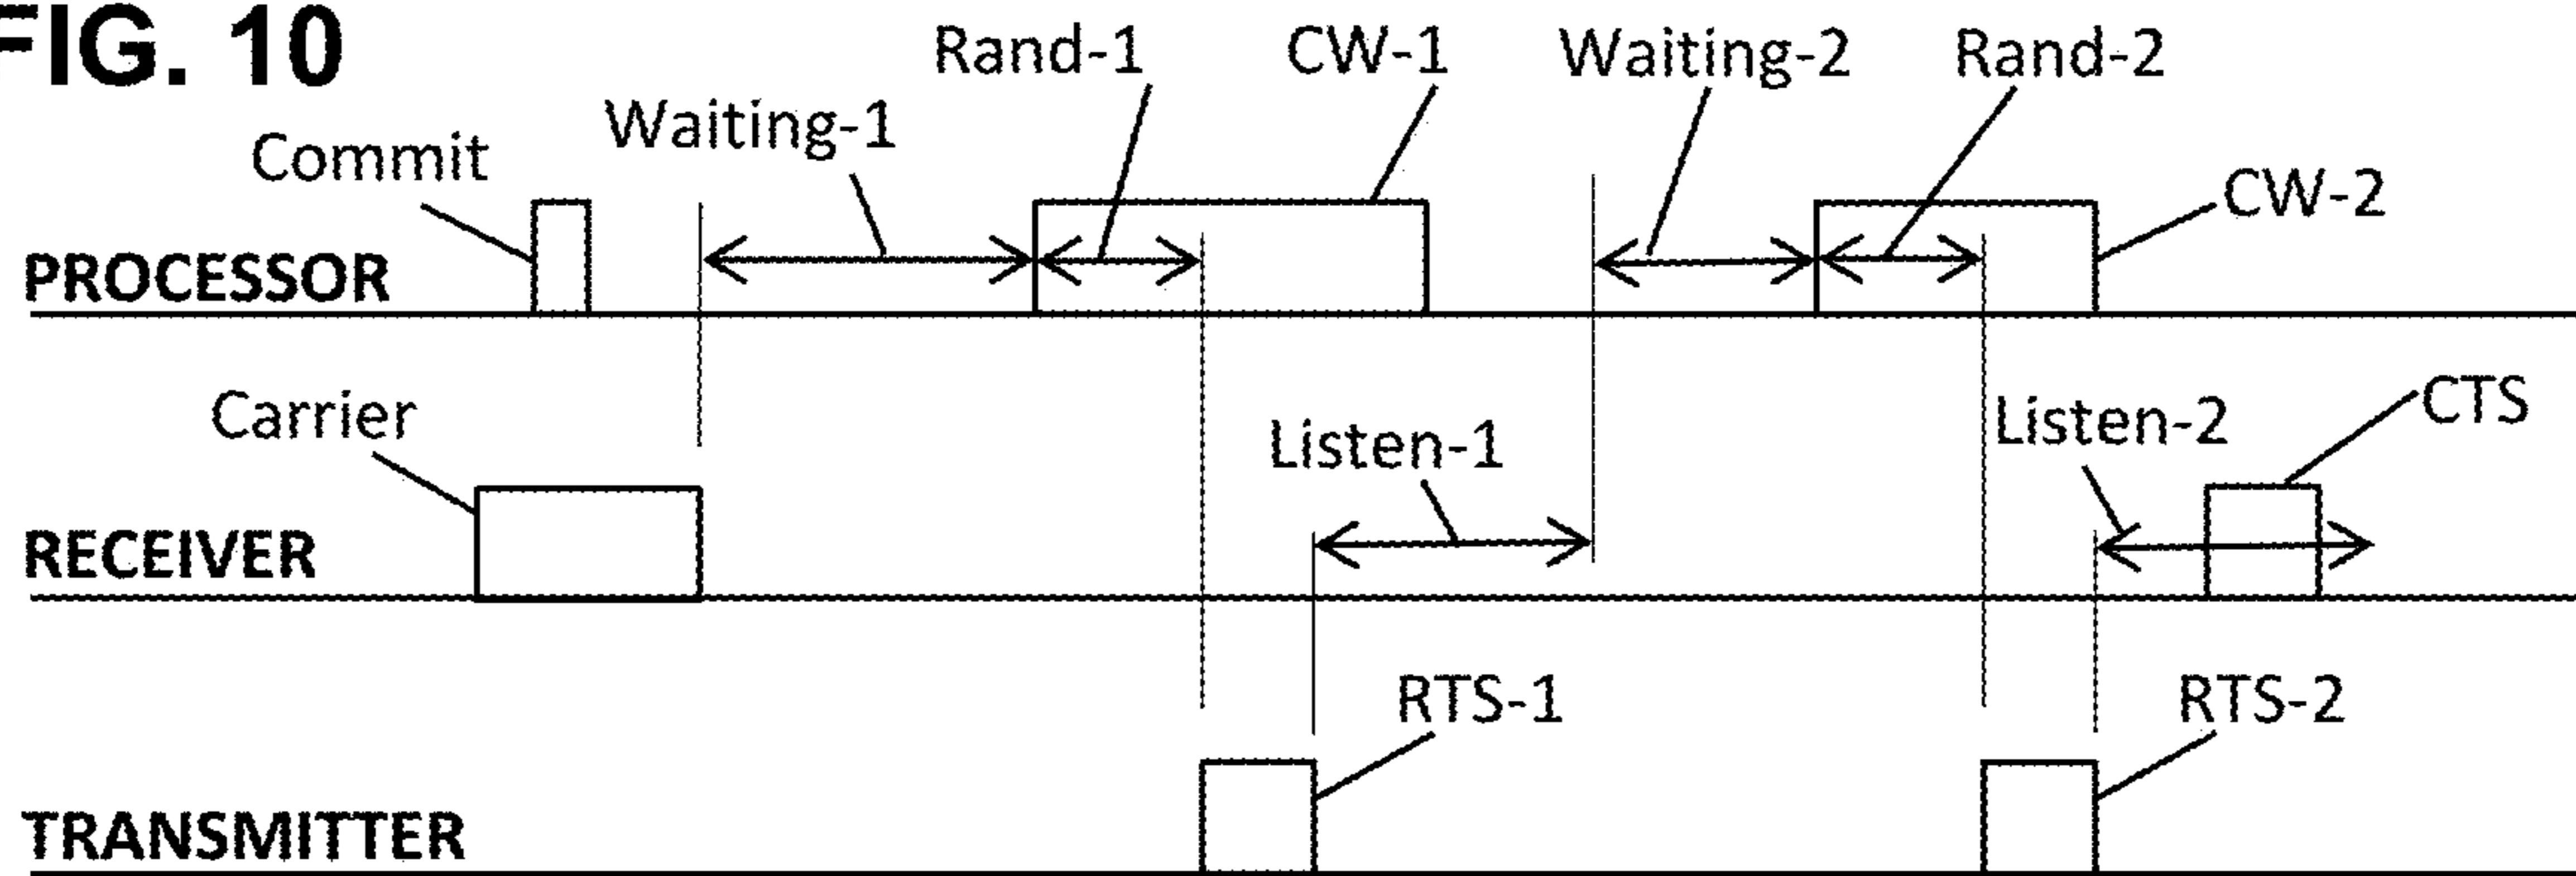 FIG. 10
Rand-1 CW-1 Waiting-2 Rand-2
Waiting-1
Commit
CW-2
PROCESSOR
Carrier
Listen-1
Listen-2
CTS
RECEIVER
RTS-1
RTS-2
TRANSMITTER